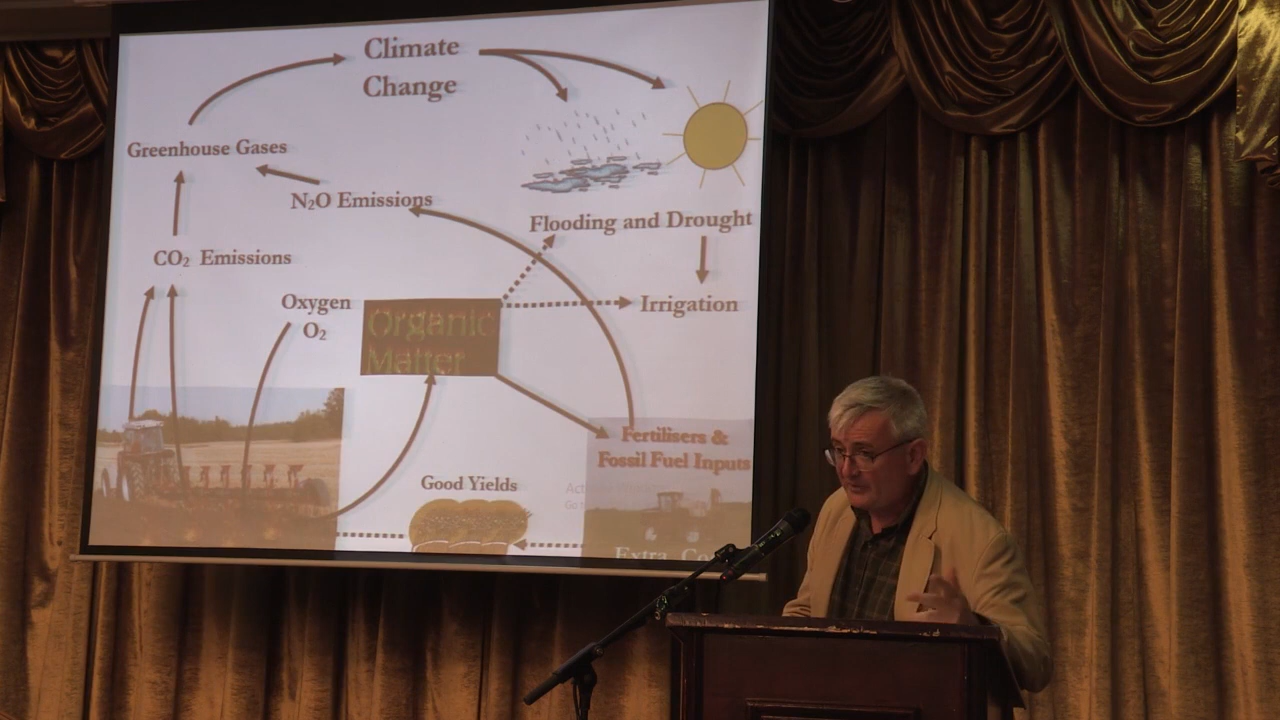 Climate
Change
Greenhouse Gases
N₂O Emissions
Flooding and Drought
CO₂ Emissions
Oxygen
O₂
Irrigation
Organic
Matter
Fertilisers &
Fossil Fuel Inputs
Good Yields
Extra